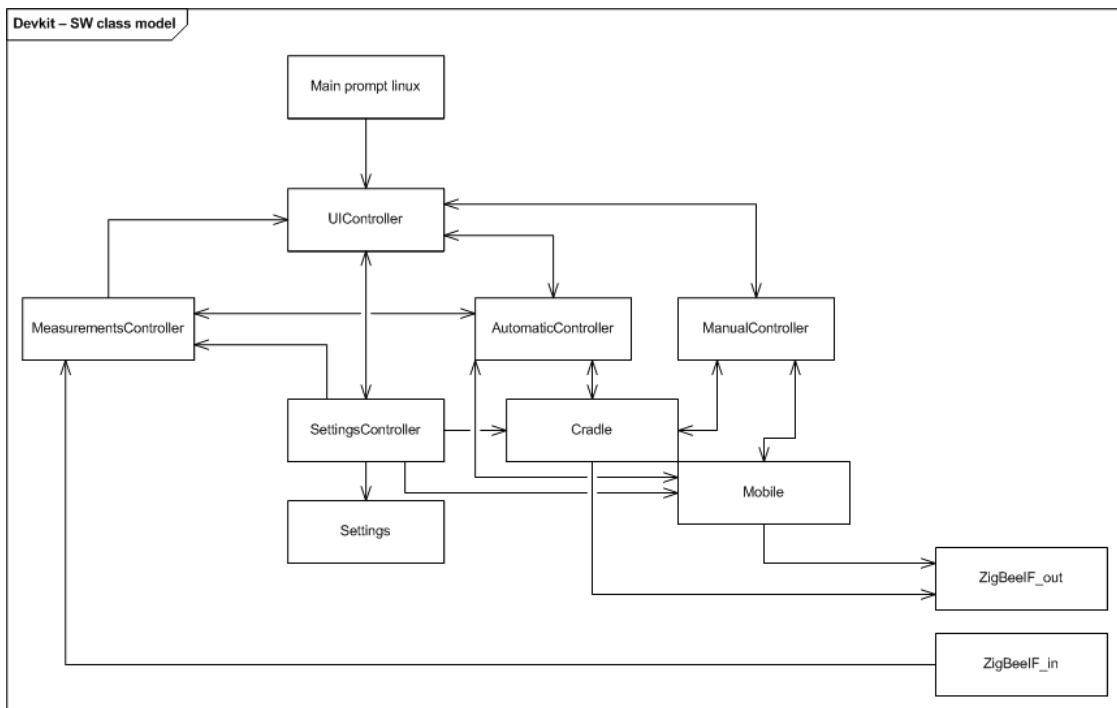 Devkit – SW class model
Main prompt linux
UIController
MeasurementsController
AutomaticController
ManualController
SettingsController
Cradle
Mobile
Settings
ZigBeeIF_out
ZigBeeIF_in